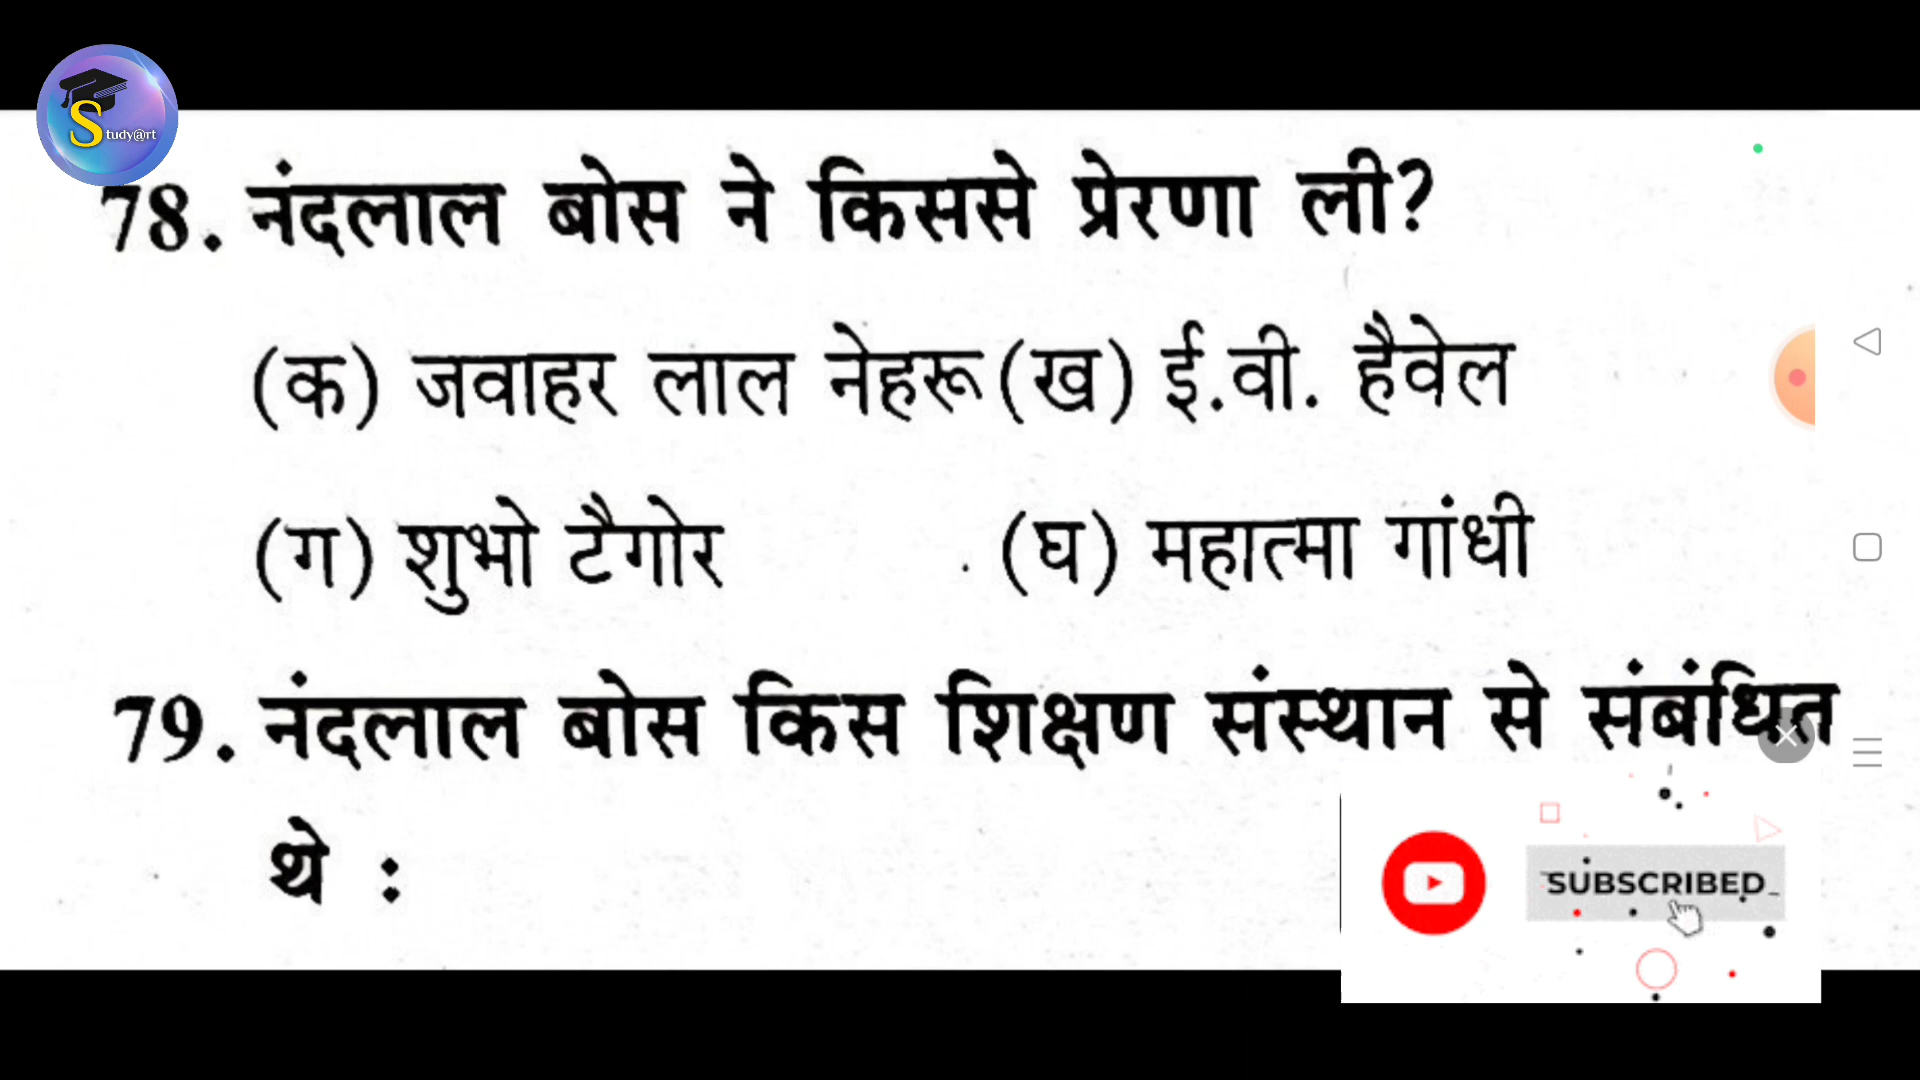 Study@rt
78. नंदलाल बोस ने किससे प्रेरणा ली?
(क) जवाहर लाल नेहरू (ख) ई.वी. हैवेल
(ग) शुभो टैगोर (घ) महात्मा गांधी
79. नंदलाल बोस किस शिक्षण संस्थान से संबंधित
थे :
SUBSCRIBED